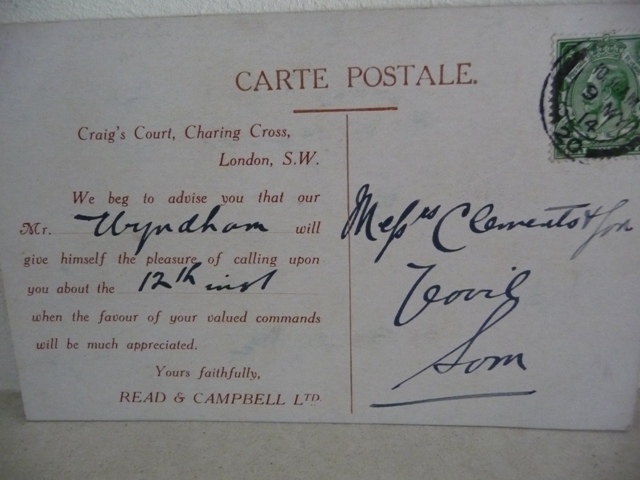 CARTE POSTALE.
Craig's Court, Charing Cross,
London, S.W.
We beg to advise you that our
Mr. Wyndham will
give himself the pleasure of calling upon
you about the 12th inst
when the favour of your valued commands
will be much appreciated.
Yours faithfully,
READ & CAMPBELL LTD.
Messrs Clements & Son
Yeovil
Som